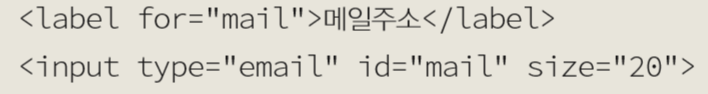 <label for="mail">메일주소</label>
<input type="email" id="mail" size="20">